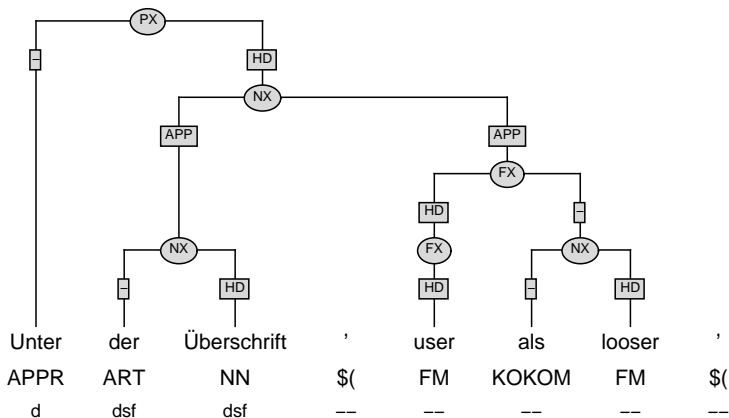 PX
– HD
NX
APP APP
FX
HD –
NX FX NX
– HD HD – HD
Unter der Überschrift ' user als looser '
APPR ART NN $( FM KOKOM FM $(
d dsf dsf –– –– –– –– ––